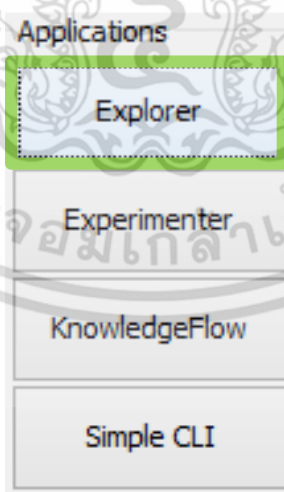 Applications
Explorer
Experimenter
KnowledgeFlow
Simple CLI